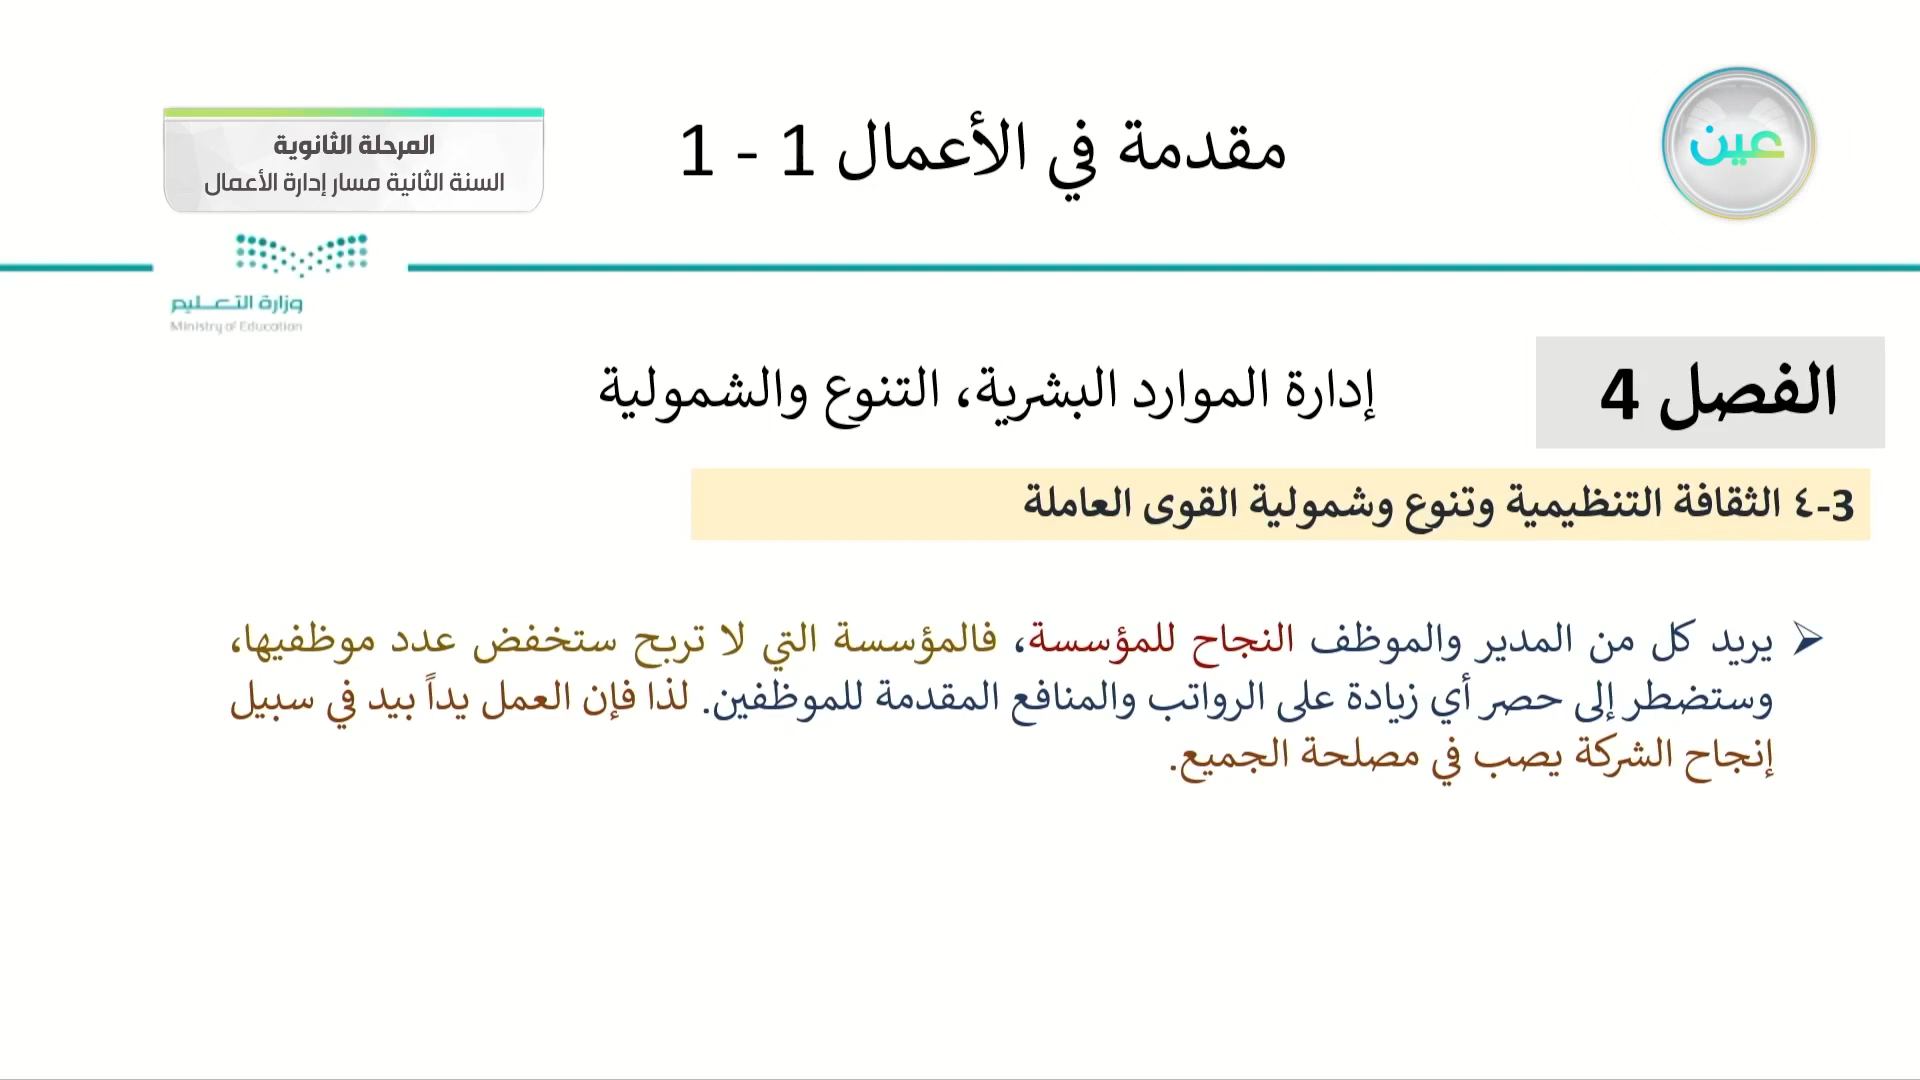 عين
مقدمة في الأعمال 1 - 1
المرحلة الثانوية
السنة الثانية مسار إدارة الأعمال
وزارة التعليم
Ministry of Education
الفصل 4
إدارة الموارد البشرية، التنوع والشمولية
3-٤ الثقافة التنظيمية وتنوع وشمولية القوى العاملة
يريد كل من المدير والموظف النجاح للمؤسسة، فالمؤسسة التي لا تربح ستخفض عدد موظفيها،
وستضطر إلى حصر أي زيادة على الرواتب والمنافع المقدمة للموظفين. لذا فإن العمل يداً بيد في سبيل
إنجاح الشركة يصب في مصلحة الجميع.